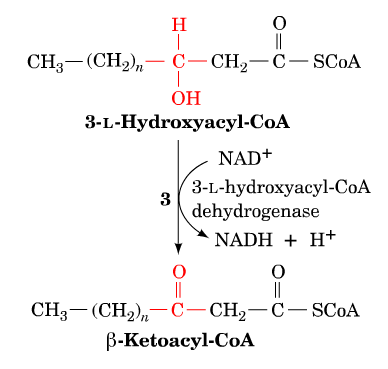 H O
CH₃—(CH₂)ₙ—C—CH₂—C—SCoA
OH
3-L-Hydroxyacyl-CoA
NAD⁺
3 3-L-hydroxyacyl-CoA
dehydrogenase
NADH + H⁺
O O
CH₃—(CH₂)ₙ—C—CH₂—C—SCoA
β-Ketoacyl-CoA